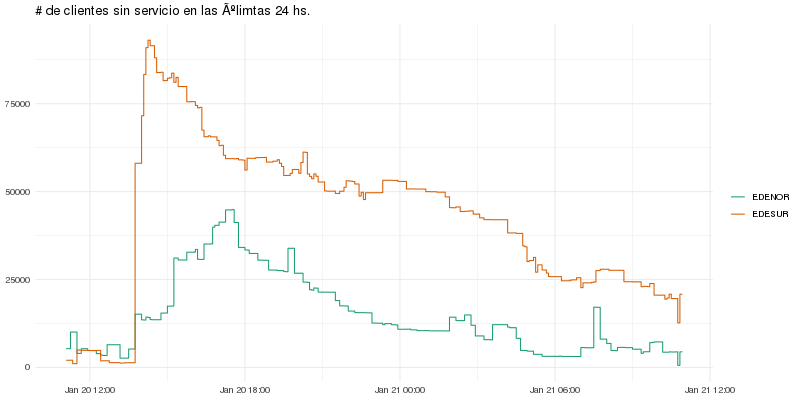 # de clientes sin servicio en las Ãºlimtas 24 hs.
75000
50000
25000
0
Jan 20 12:00
Jan 20 18:00
Jan 21 00:00
Jan 21 06:00
Jan 21 12:00
EDENOR
EDESUR